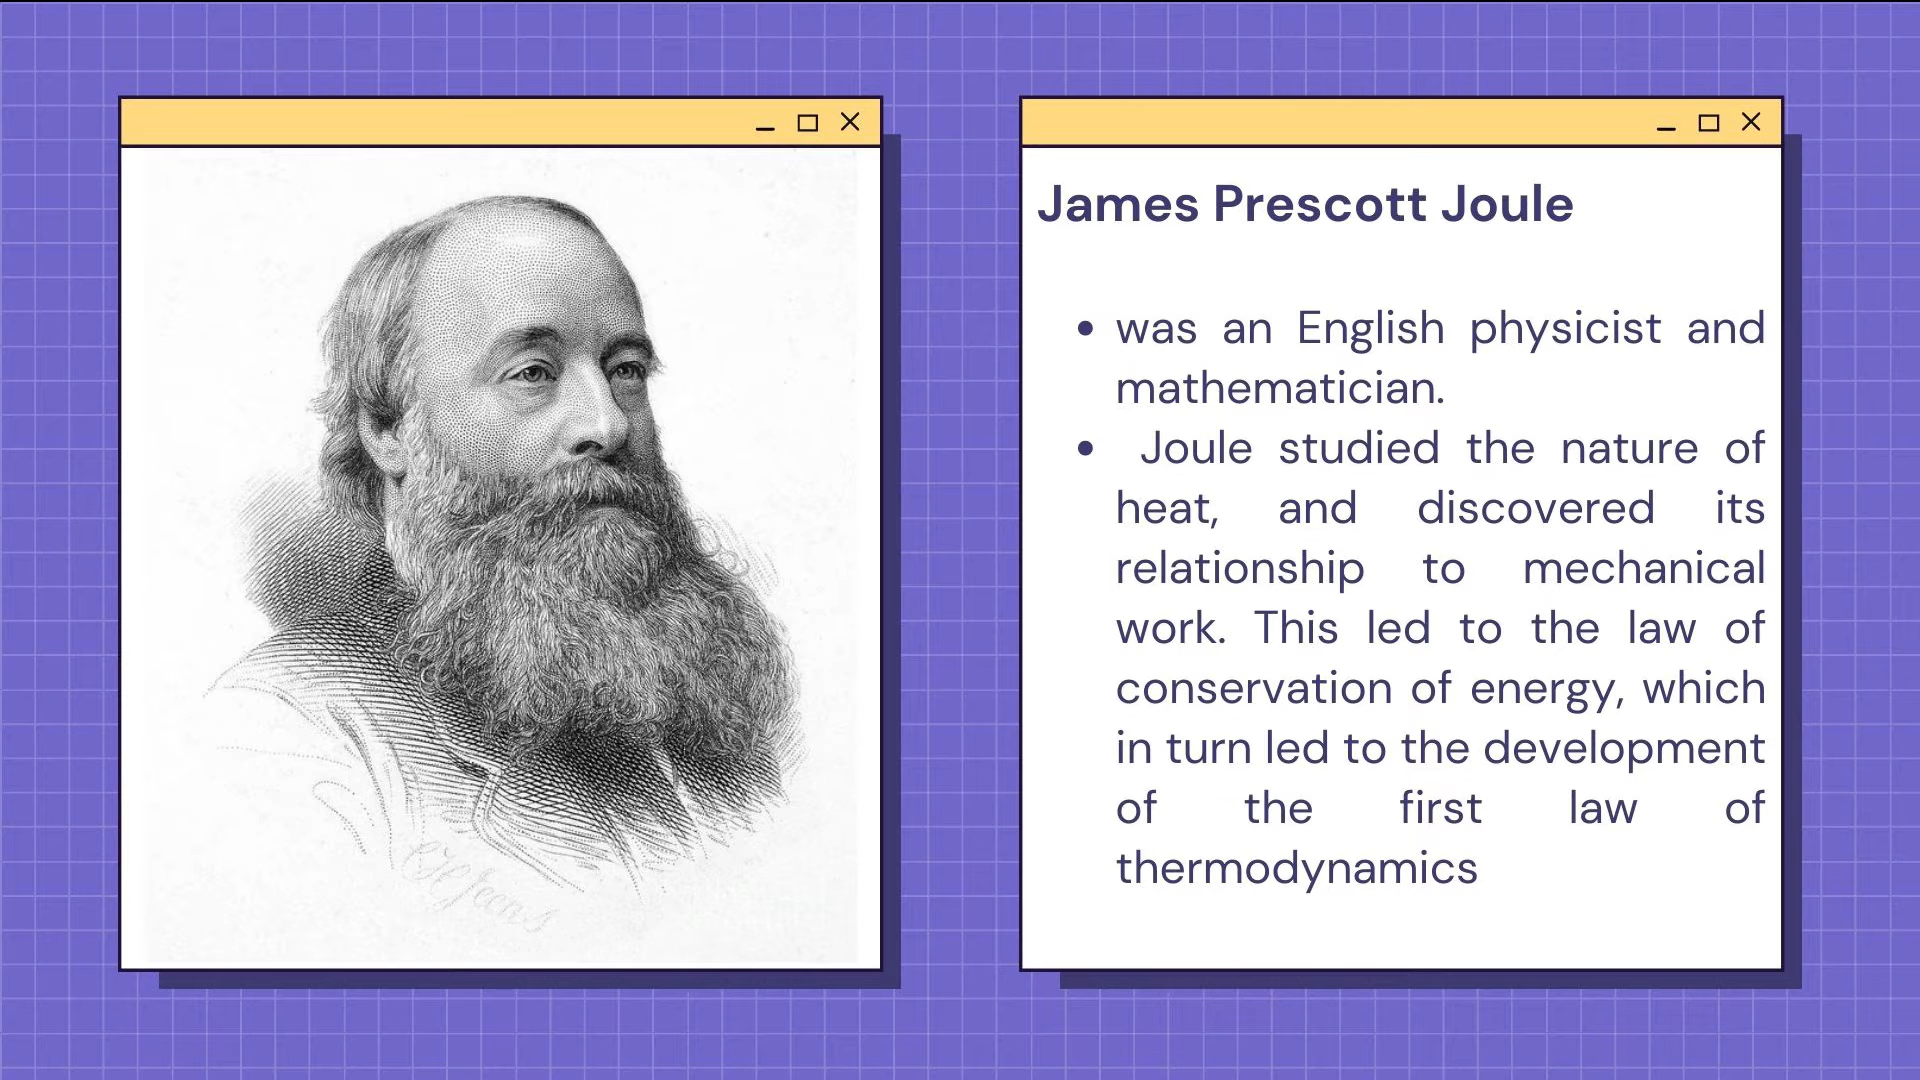 James Prescott Joule
• was an English physicist and
mathematician.
• Joule studied the nature of
heat, and discovered its
relationship to mechanical
work. This led to the law of
conservation of energy, which
in turn led to the development
of the first law of
thermodynamics